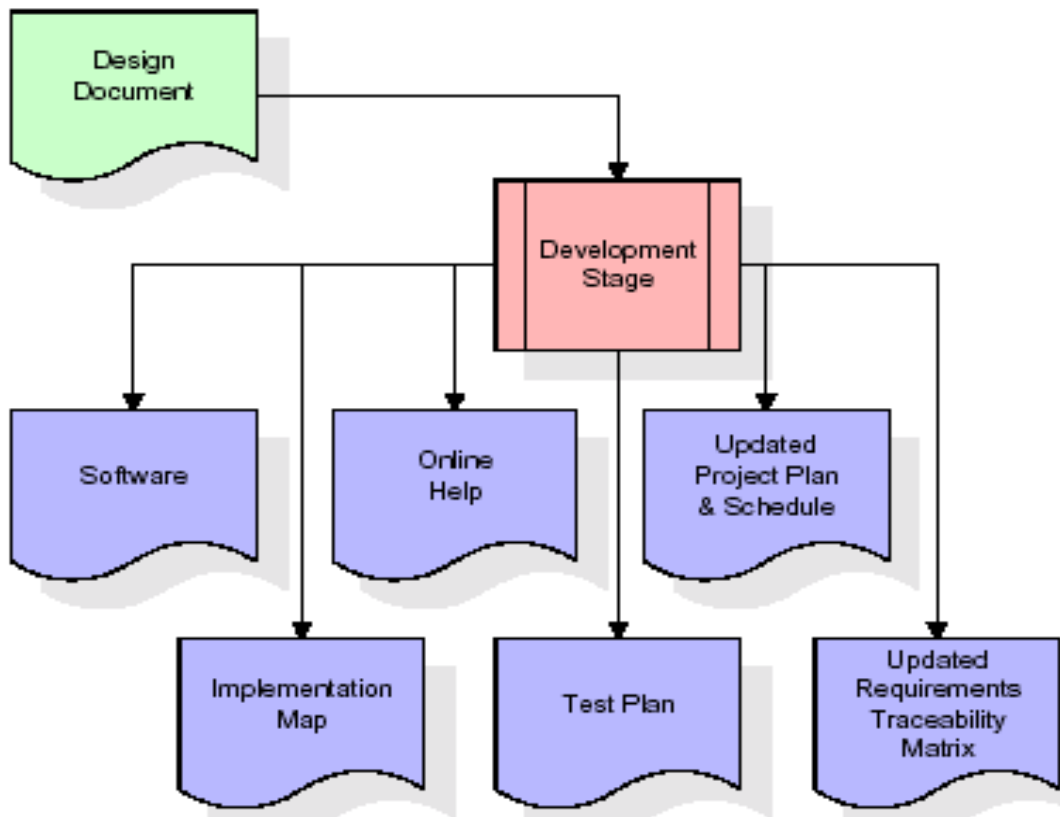 Design
Document
Development
Stage
Software
Online
Help
Updated
Project Plan
& Schedule
Implementation
Map
Test Plan
Updated
Requirements
Traceability
Matrix